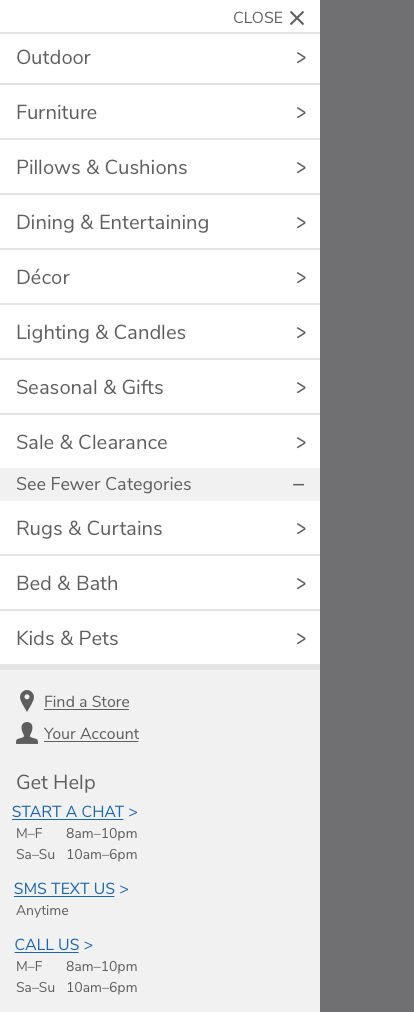 CLOSE
Outdoor >
Furniture >
Pillows & Cushions >
Dining & Entertaining >
Décor >
Lighting & Candles >
Seasonal & Gifts >
Sale & Clearance >
See Fewer Categories –
Rugs & Curtains >
Bed & Bath >
Kids & Pets >
Find a Store
Your Account
Get Help
START A CHAT >
M–F 8am–10pm
Sa–Su 10am–6pm
SMS TEXT US >
Anytime
CALL US >
M–F 8am–10pm
Sa–Su 10am–6pm